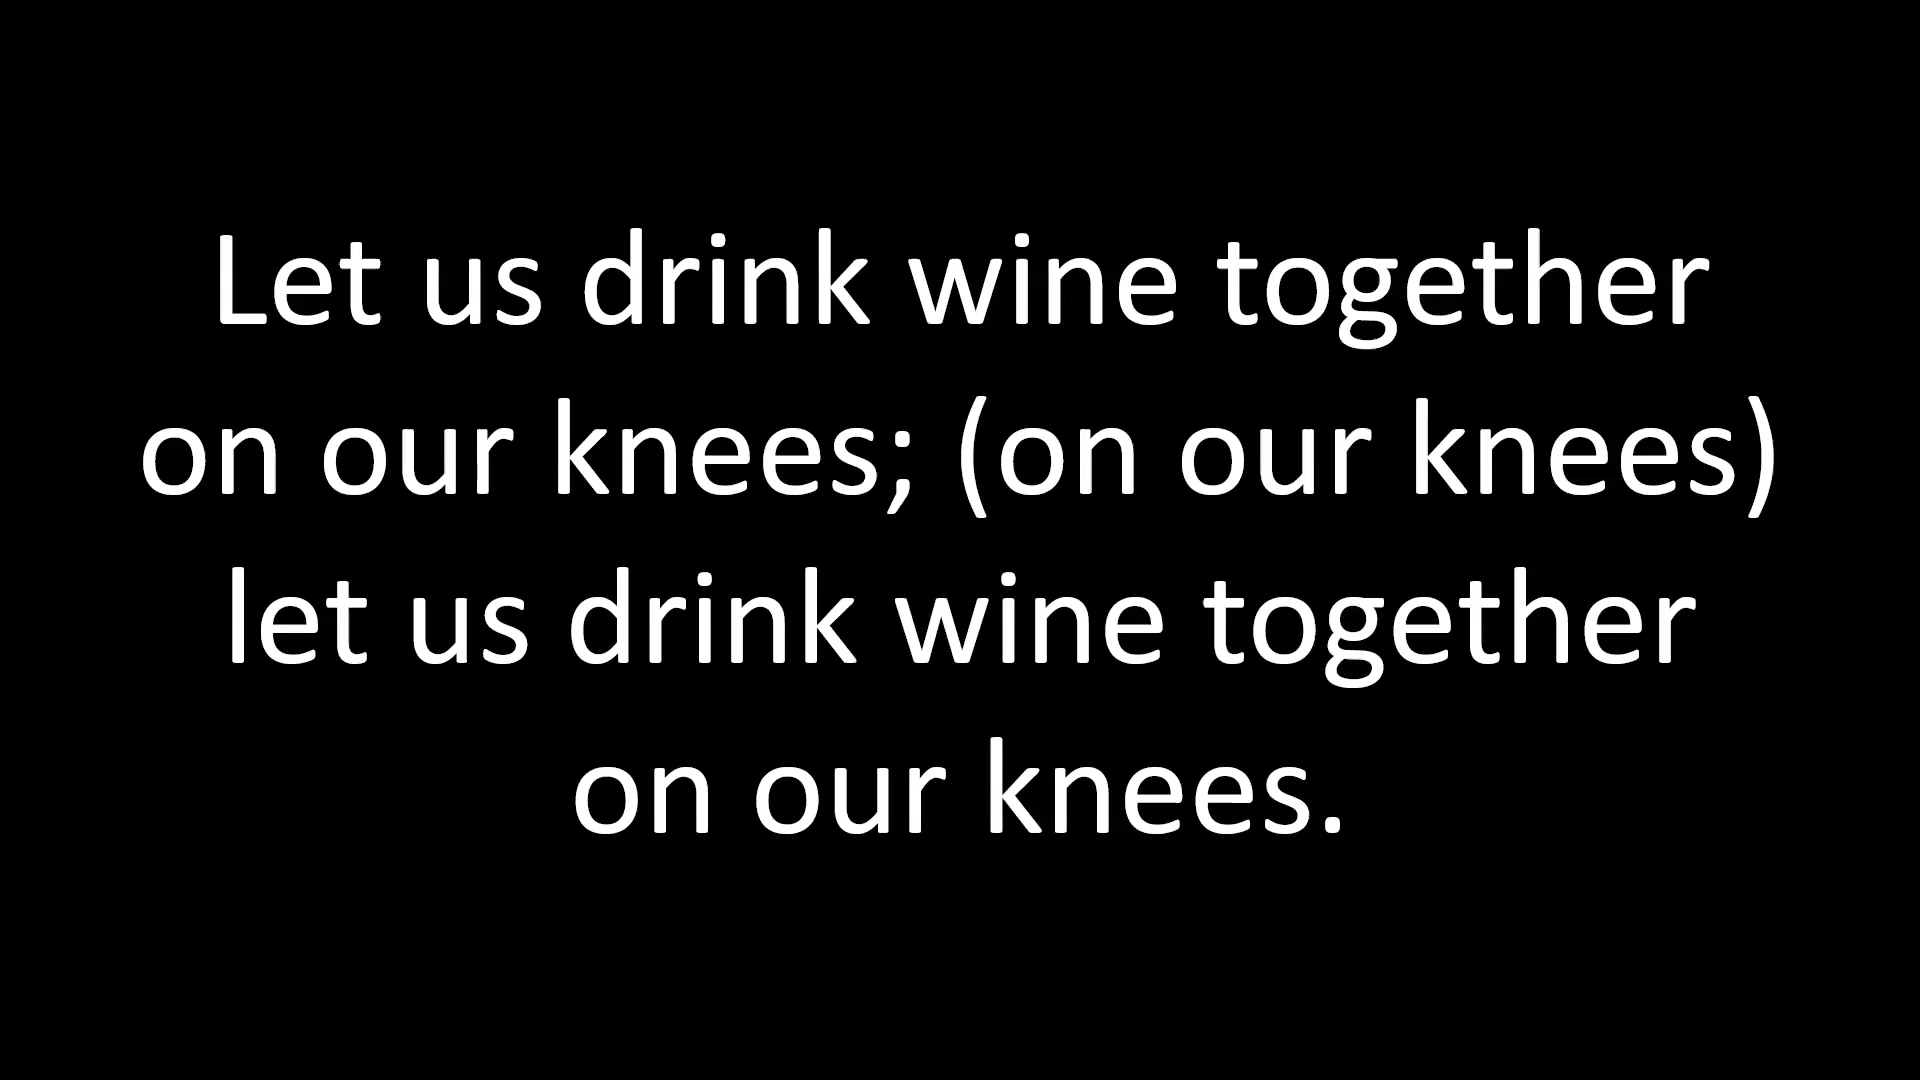 Let us drink wine together
on our knees; (on our knees)
let us drink wine together
on our knees.